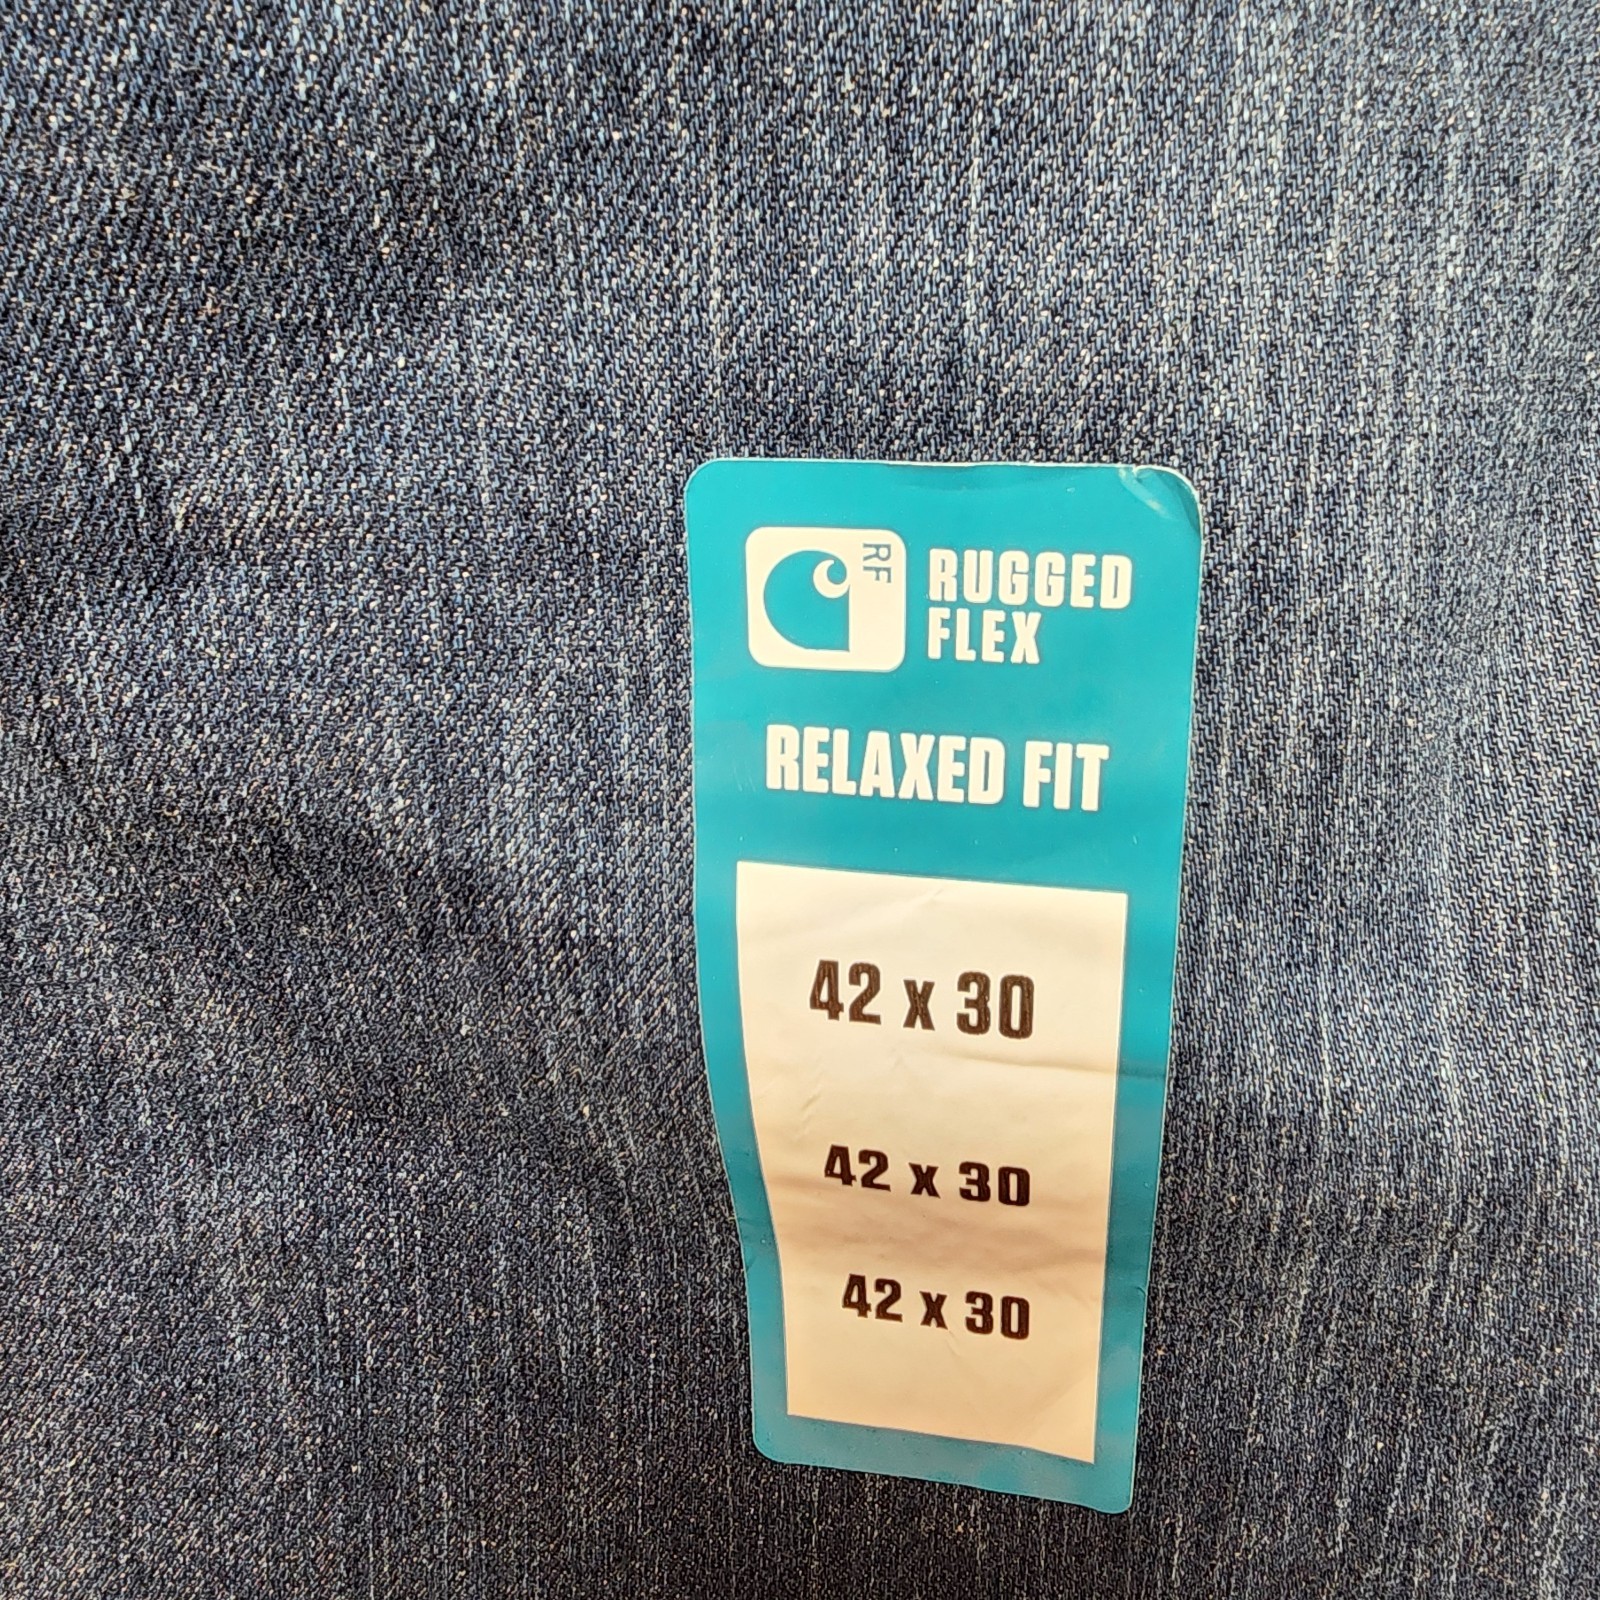 RF
RUGGED
FLEX
RELAXED FIT
42 x 30
42 x 30
42 x 30